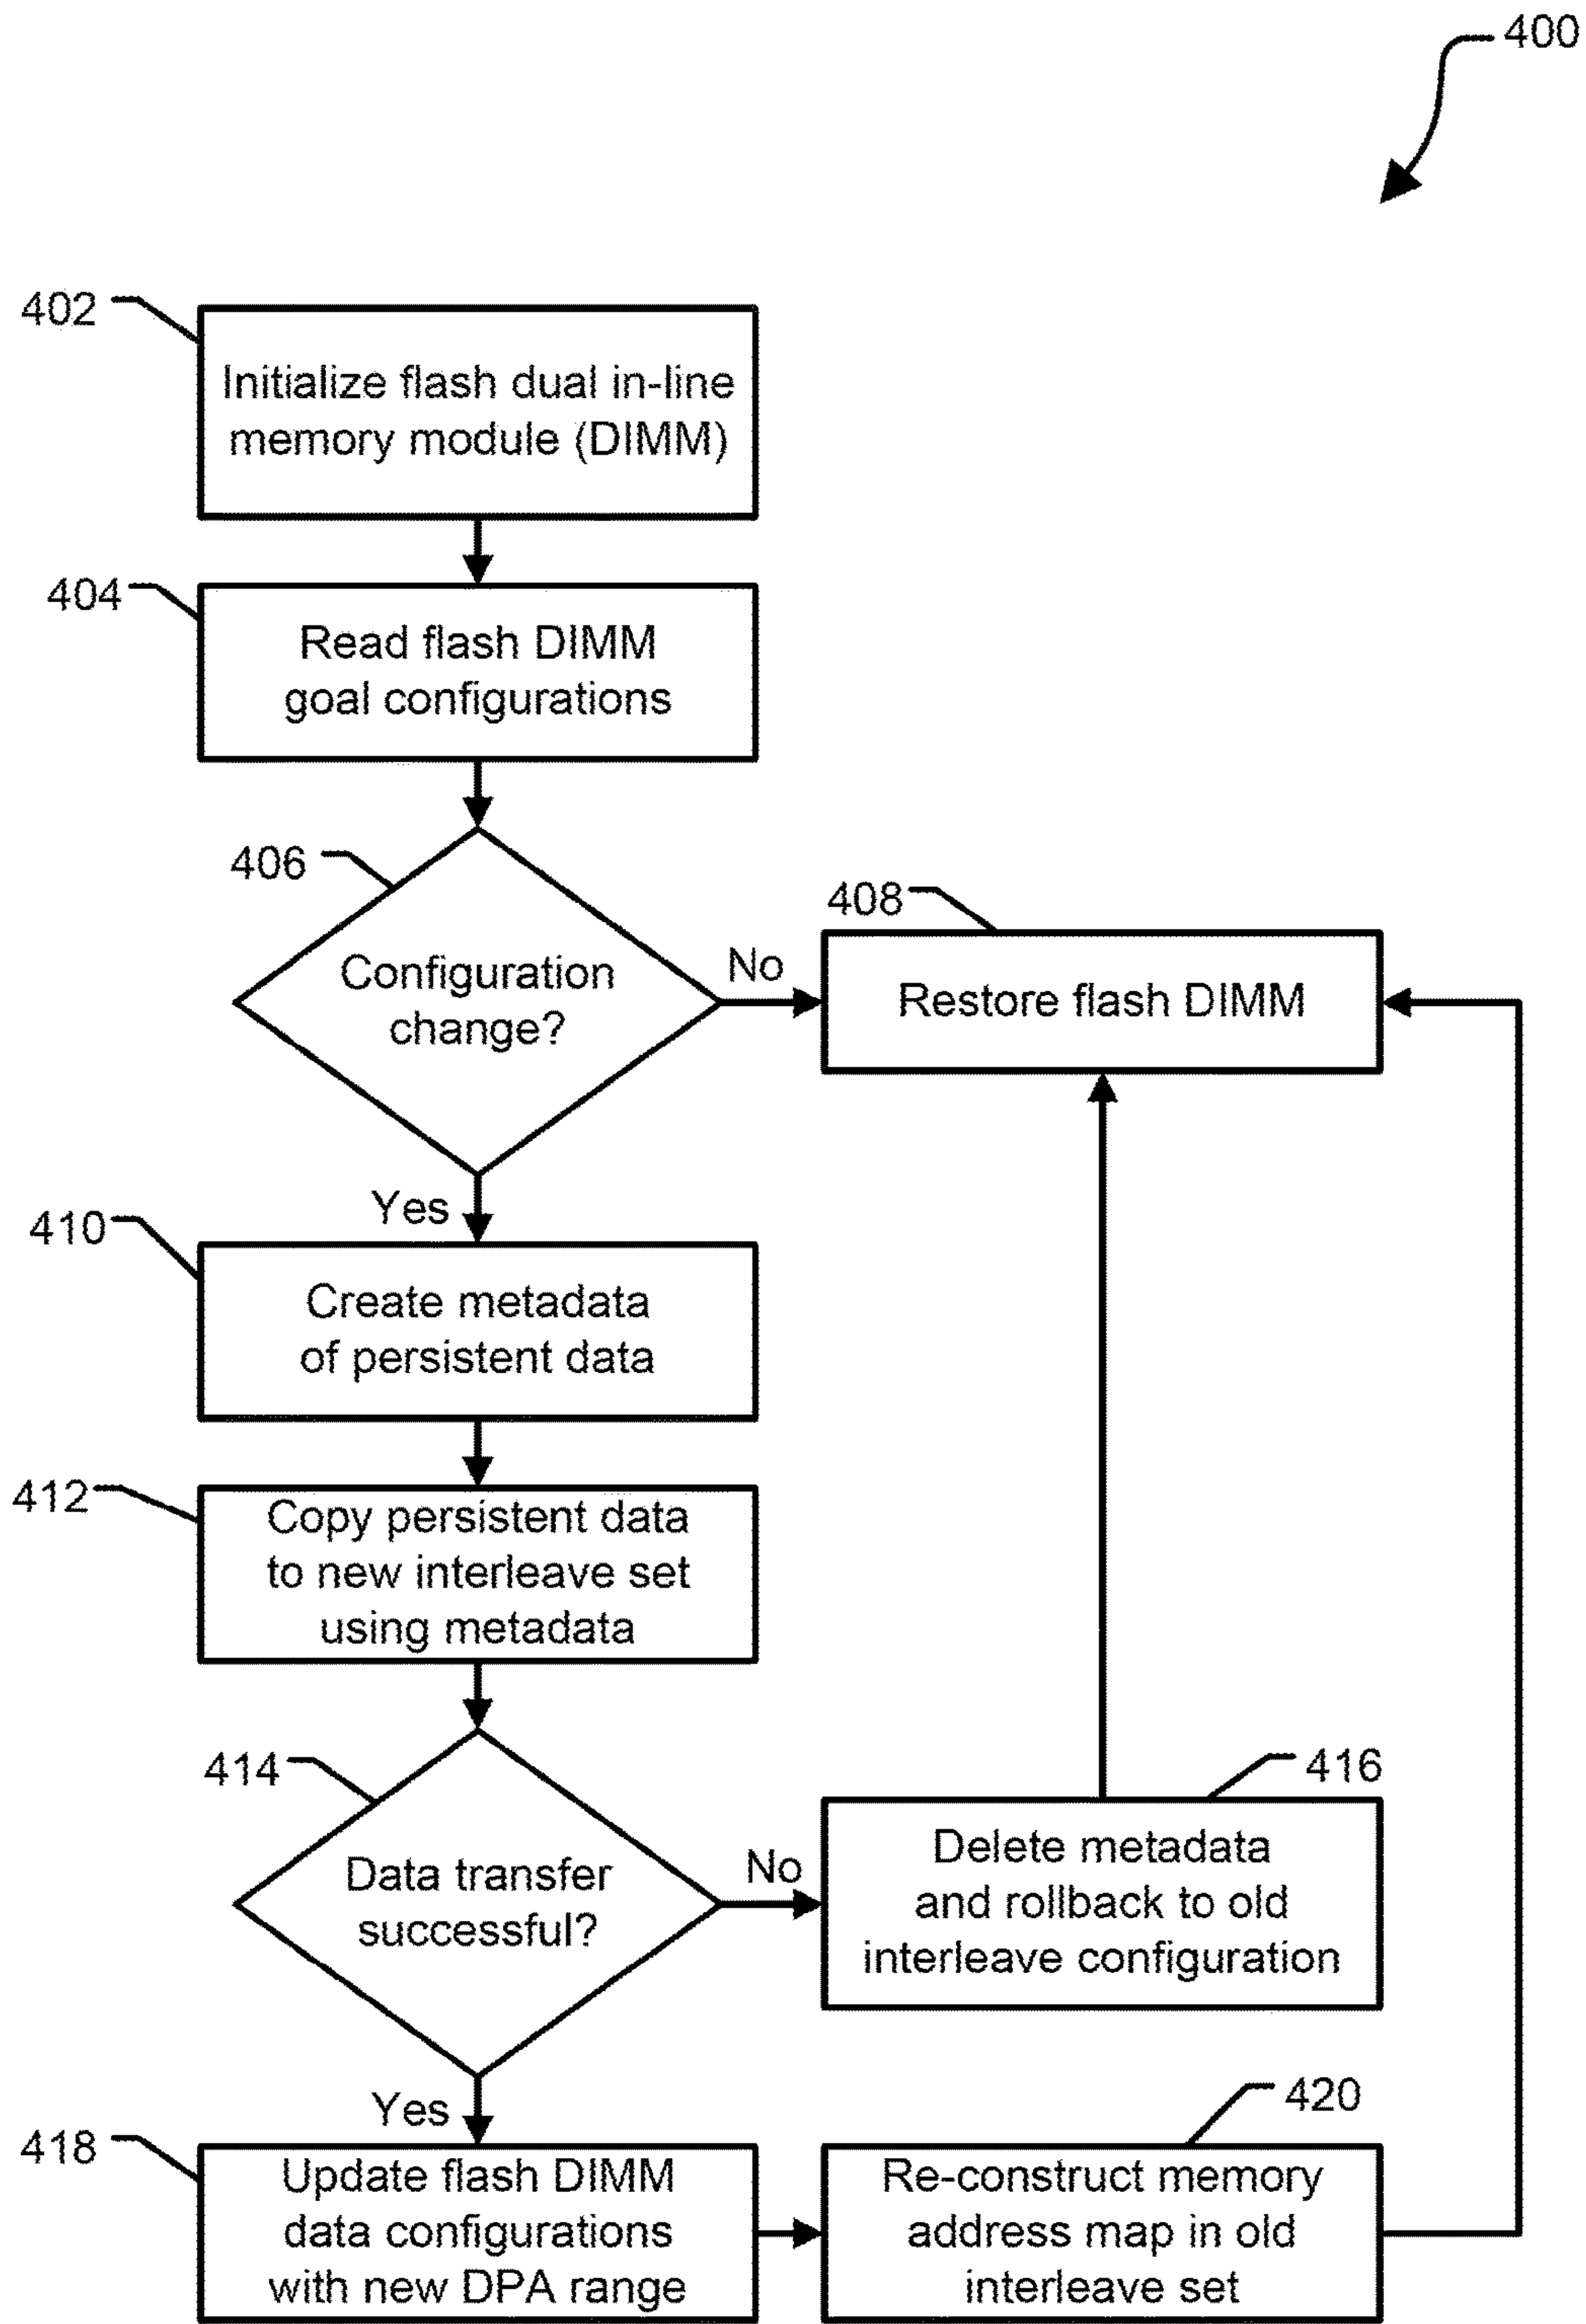 400
402
Initialize flash dual in-line
memory module (DIMM)
404
Read flash DIMM
goal configurations
406
Configuration
change?
No
408
Restore flash DIMM
Yes
410
Create metadata
of persistent data
412
Copy persistent data
to new interleave set
using metadata
414
Data transfer
successful?
No
416
Delete metadata
and rollback to old
interleave configuration
Yes
418
Update flash DIMM
data configurations
with new DPA range
420
Re-construct memory
address map in old
interleave set